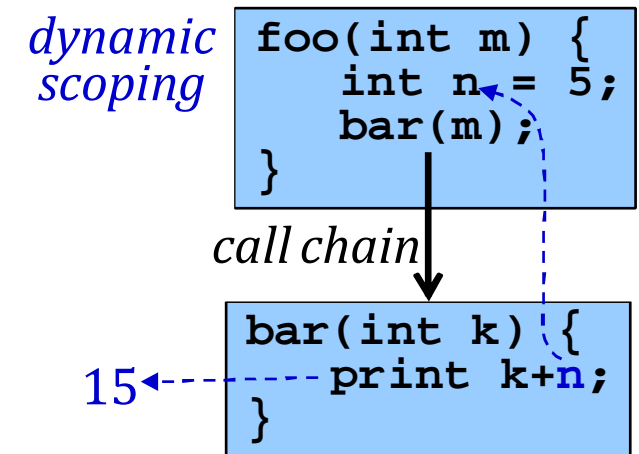 dynamic
scoping
foo(int m) {
int n = 5;
bar(m);
}
call chain
bar(int k) {
print k+n;
}
15